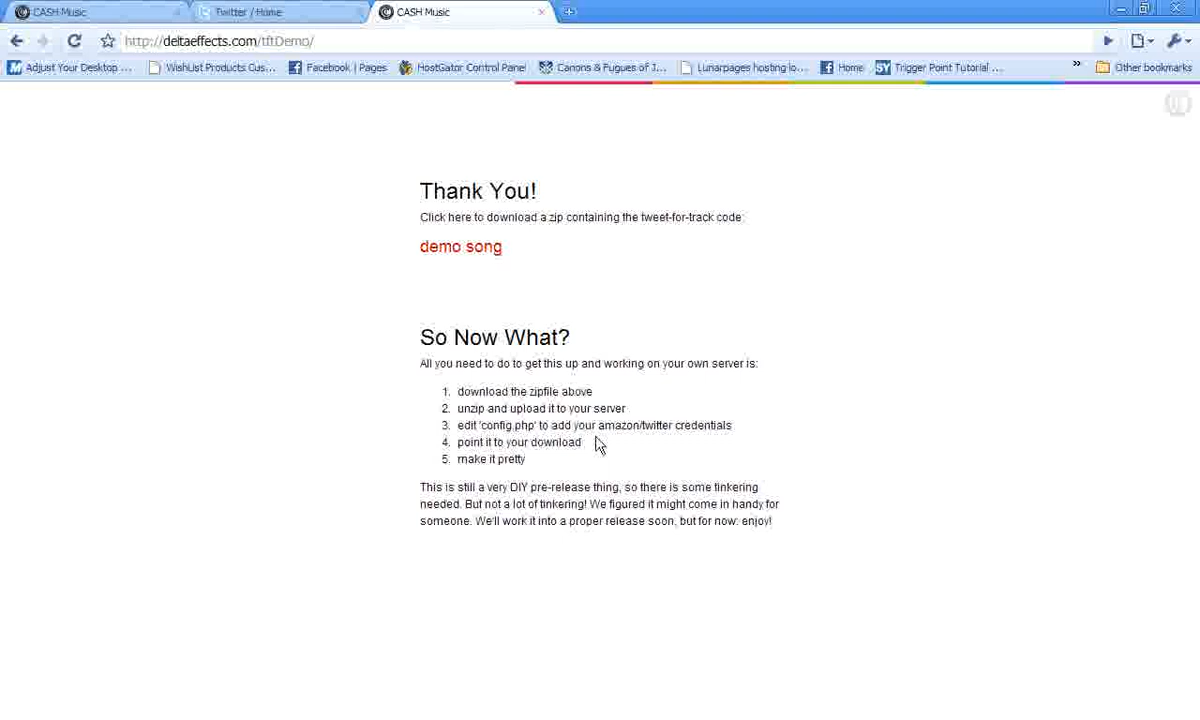 CASH Music
Twitter / Home
CASH Music
http://deltaeffects.com/tftDemo/
Adjust Your Desktop ...
WishList Products Cus...
Facebook | Pages
HostGator Control Panel
Canons & Fugues of J...
Lunarpages hosting lo...
Home
SY Trigger Point Tutorial ...
»
Other bookmarks
Thank You!
Click here to download a zip containing the tweet-for-track code:
demo song
So Now What?
All you need to do to get this up and working on your own server is:
1. download the zipfile above
2. unzip and upload it to your server
3. edit 'config.php' to add your amazon/twitter credentials
4. point it to your download
5. make it pretty
This is still a very DIY pre-release thing, so there is some tinkering
needed. But not a lot of tinkering! We figured it might come in handy for
someone. We'll work it into a proper release soon, but for now: enjoy!